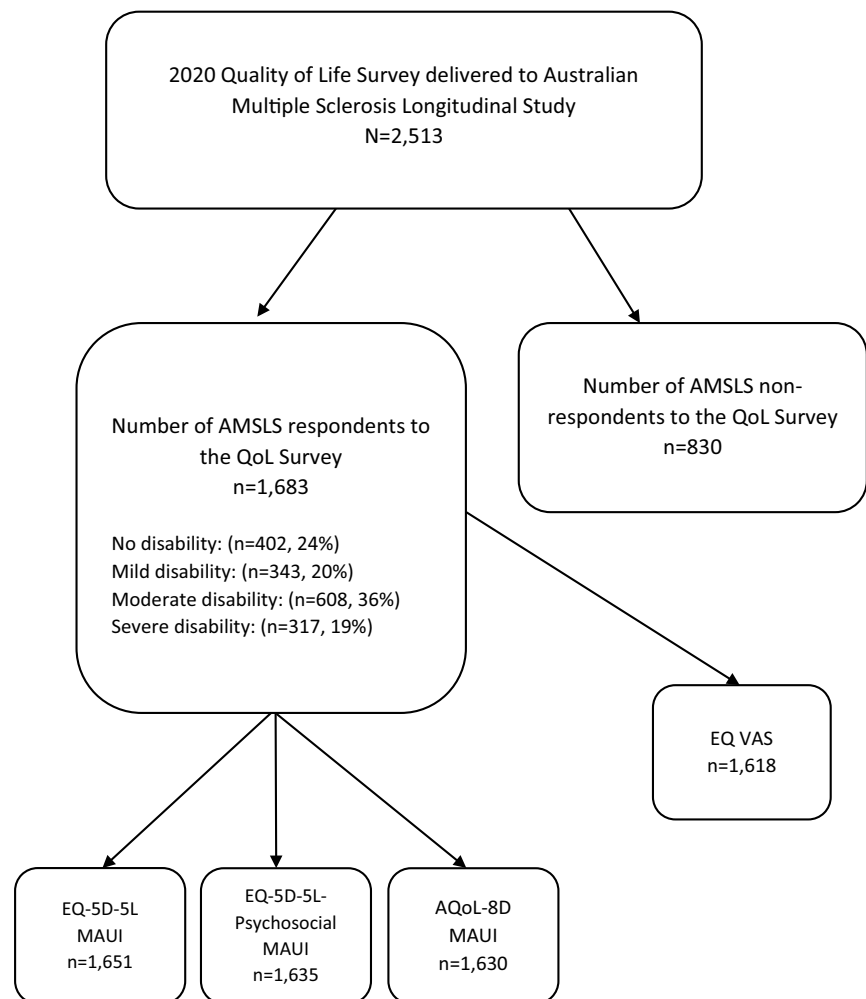 2020 Quality of Life Survey delivered to Australian
Multiple Sclerosis Longitudinal Study
N=2,513
Number of AMSLS respondents to
the QoL Survey
n=1,683
No disability: (n=402, 24%)
Mild disability: (n=343, 20%)
Moderate disability: (n=608, 36%)
Severe disability: (n=317, 19%)
Number of AMSLS non-
respondents to the QoL Survey
n=830
EQ VAS
n=1,618
EQ-5D-5L
MAUI
n=1,651
EQ-5D-5L-
Psychosocial
MAUI
n=1,635
AQoL-8D
MAUI
n=1,630